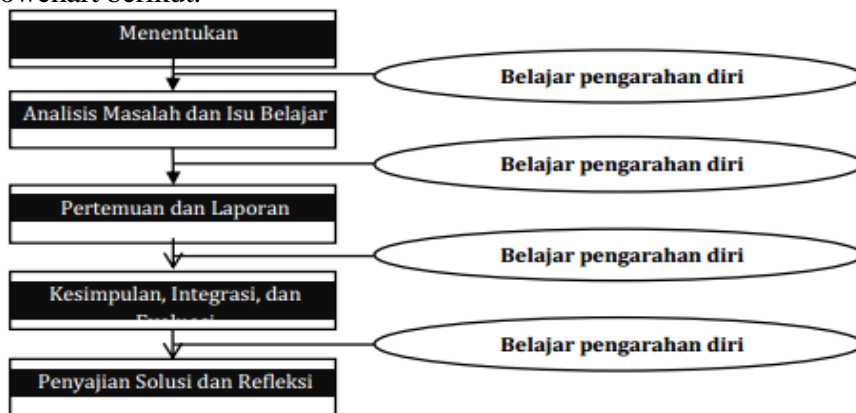 berikut.
Menentukan
Belajar pengarahan diri
Analisis Masalah dan Isu Belajar
Belajar pengarahan diri
Pertemuan dan Laporan
Belajar pengarahan diri
Kesimpulan, Integrasi, dan
Belajar pengarahan diri
Penyajian Solusi dan Refleksi